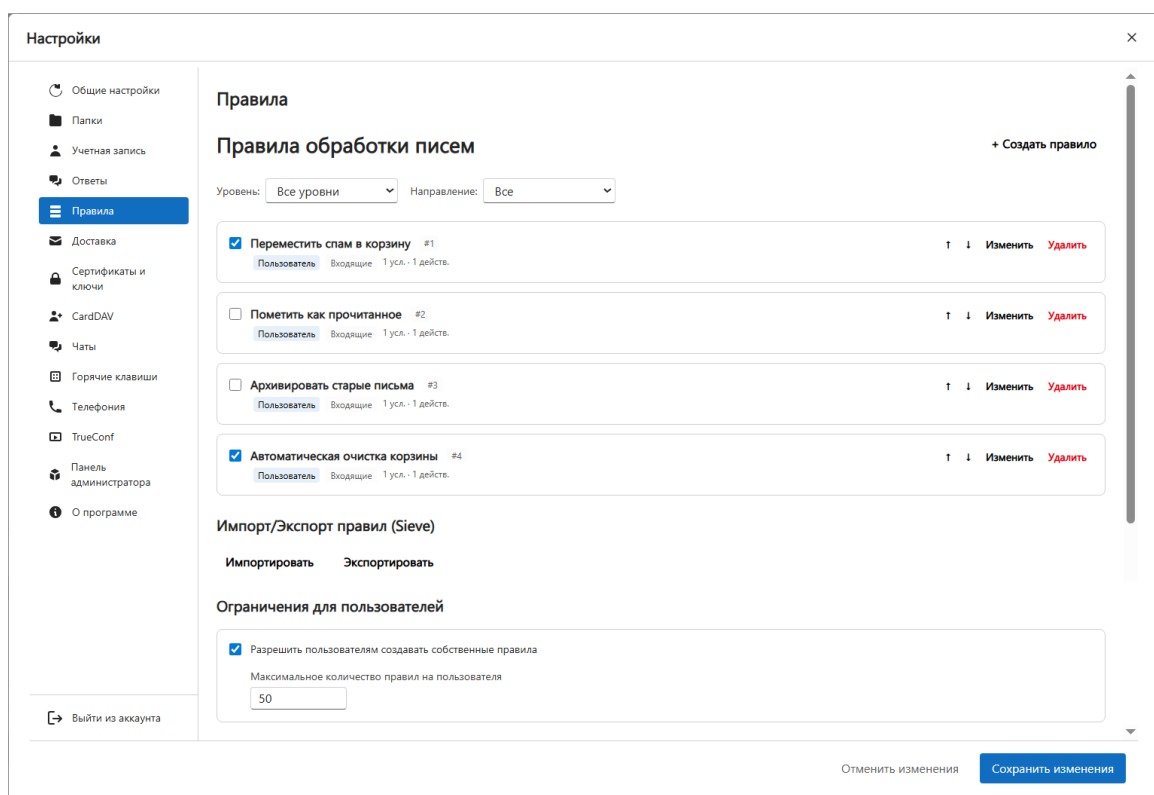 Настройки
Общие настройки
Папки
Учетная запись
Ответы
Правила
Доставка
Сертификаты и
ключи
CardDAV
Чаты
Горячие клавиши
Телефония
TrueConf
Панель
администратора
О программе
Выйти из аккаунта
Правила
Правила обработки писем
+ Создать правило
Уровень: Все уровни Направление: Все
Переместить спам в корзину #1
Пользователь Входящие 1 усл. · 1 действ.
↑ ↓ Изменить Удалить
Пометить как прочитанное #2
Пользователь Входящие 1 усл. · 1 действ.
↑ ↓ Изменить Удалить
Архивировать старые письма #3
Пользователь Входящие 1 усл. · 1 действ.
↑ ↓ Изменить Удалить
Автоматическая очистка корзины #4
Пользователь Входящие 1 усл. · 1 действ.
↑ ↓ Изменить Удалить
Импорт/Экспорт правил (Sieve)
Импортировать Экспортировать
Ограничения для пользователей
Разрешить пользователям создавать собственные правила
Максимальное количество правил на пользователя
50
Отменить изменения Сохранить изменения